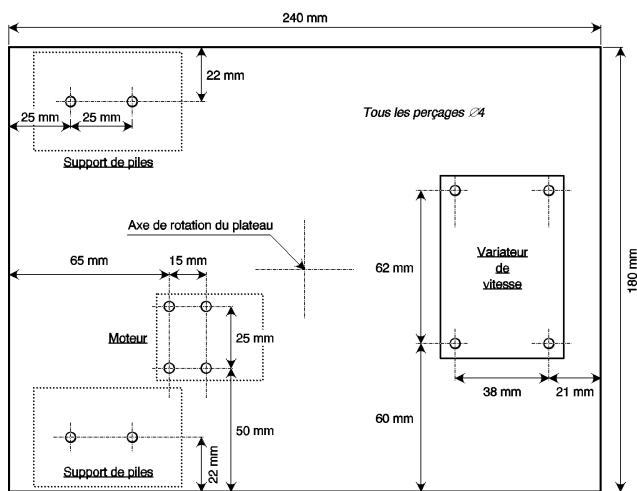 240 mm
22 mm
25 mm
25 mm
Tous les perçages ∅4
Support de piles
Axe de rotation du plateau
65 mm
15 mm
62 mm
Variateur
de
vitesse
180 mm
Moteur
25 mm
38 mm
21 mm
50 mm
60 mm
Support de piles
22 mm